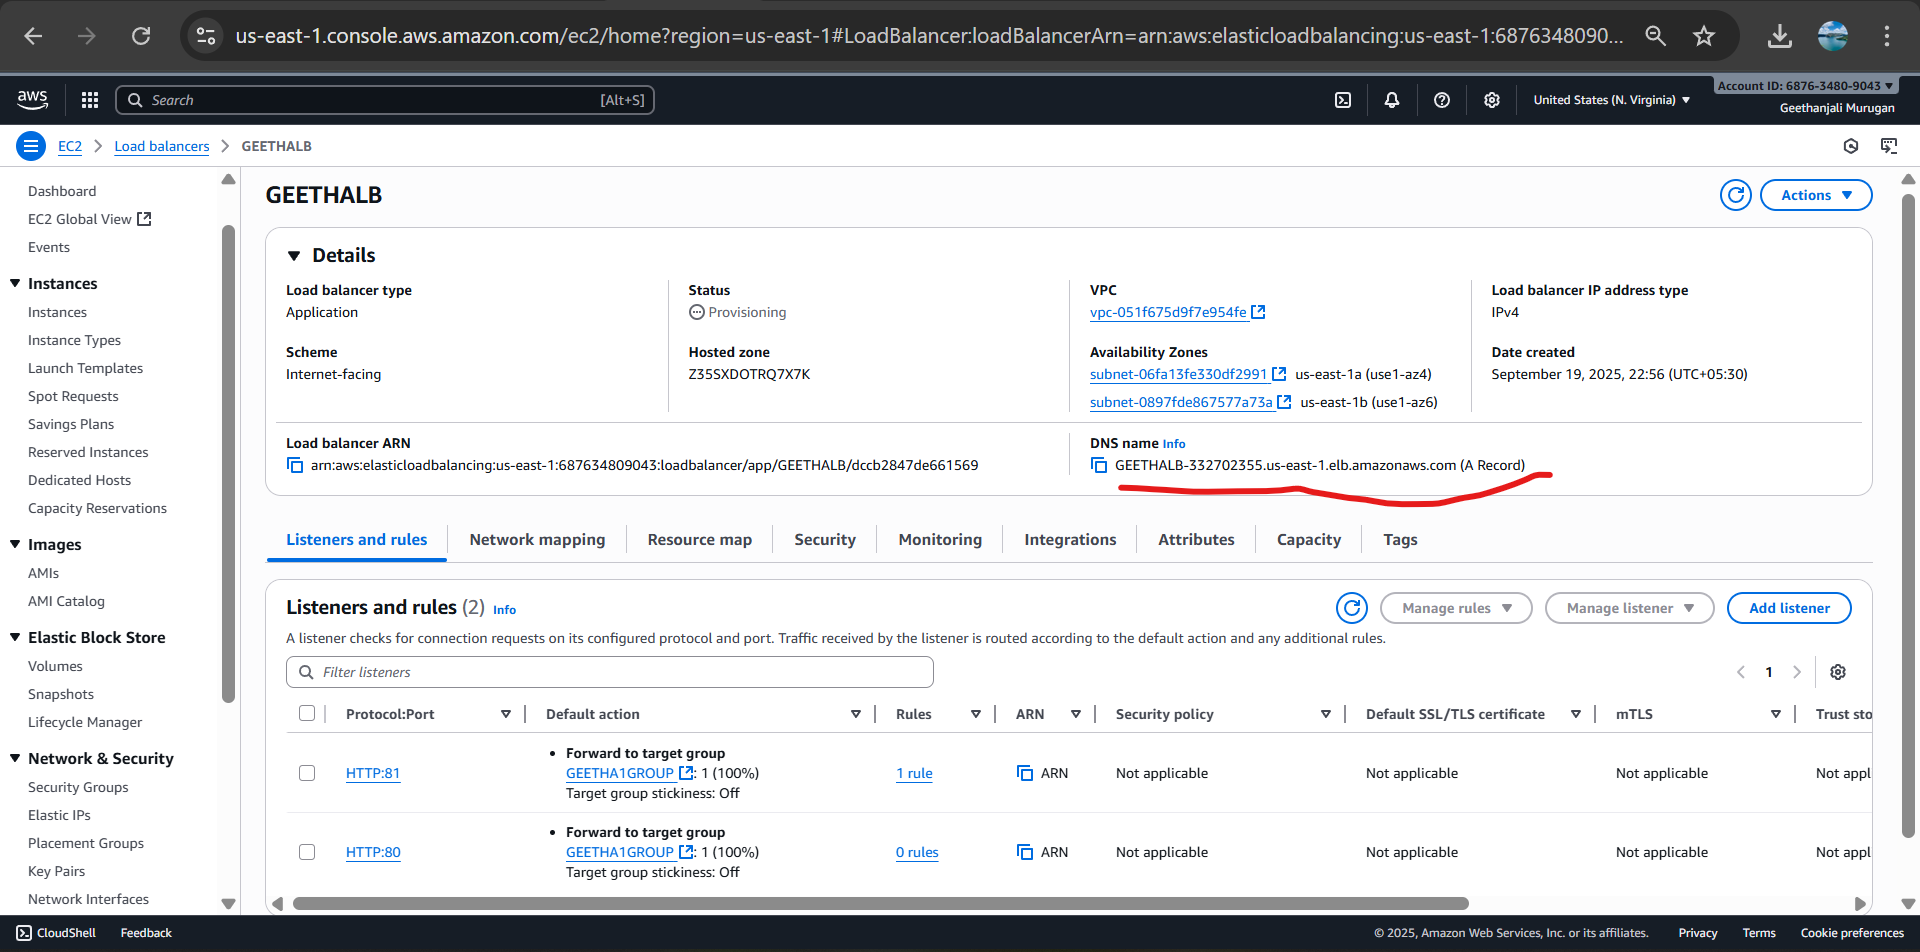 us-east-1.console.aws.amazon.com/ec2/home?region=us-east-1#LoadBalancer:loadBalancerArn=arn:aws:elasticloadbalancing:us-east-1:6876348090...
aws
Search
[Alt+S]
United States (N. Virginia)
Account ID: 6876-3480-9043
Geethanjali Murugan
EC2 > Load balancers > GEETHALB
Dashboard
EC2 Global View
Events
Instances
Instances
Instance Types
Launch Templates
Spot Requests
Savings Plans
Reserved Instances
Dedicated Hosts
Capacity Reservations
Images
AMIs
AMI Catalog
Elastic Block Store
Volumes
Snapshots
Lifecycle Manager
Network & Security
Security Groups
Elastic IPs
Placement Groups
Key Pairs
Network Interfaces
GEETHALB
Actions
Details
Load balancer type
Application
Status
Provisioning
VPC
vpc-051f675d9f7e954fe
Load balancer IP address type
IPv4
Scheme
Internet-facing
Hosted zone
Z35SXDOTRQ7X7K
Availability Zones
subnet-06fa13fe330df2991 us-east-1a (use1-az4)
subnet-0897fde867577a73a us-east-1b (use1-az6)
Date created
September 19, 2025, 22:56 (UTC+05:30)
Load balancer ARN
arn:aws:elasticloadbalancing:us-east-1:687634809043:loadbalancer/app/GEETHALB/dccb2847de661569
DNS name Info
GEETHALB-332702355.us-east-1.elb.amazonaws.com (A Record)
Listeners and rules
Network mapping
Resource map
Security
Monitoring
Integrations
Attributes
Capacity
Tags
Listeners and rules (2) Info
Manage rules
Manage listener
Add listener
A listener checks for connection requests on its configured protocol and port. Traffic received by the listener is routed according to the default action and any additional rules.
Filter listeners
1
Protocol:Port Default action Rules ARN Security policy Default SSL/TLS certificate mTLS Trust sto
HTTP:81
• Forward to target group
GEETHA1GROUP : 1 (100%)
Target group stickiness: Off
1 rule
ARN
Not applicable
Not applicable
Not applicable
Not appl
HTTP:80
• Forward to target group
GEETHA1GROUP : 1 (100%)
Target group stickiness: Off
0 rules
ARN
Not applicable
Not applicable
Not applicable
Not appl
CloudShell
Feedback
© 2025, Amazon Web Services, Inc. or its affiliates.
Privacy
Terms
Cookie preferences